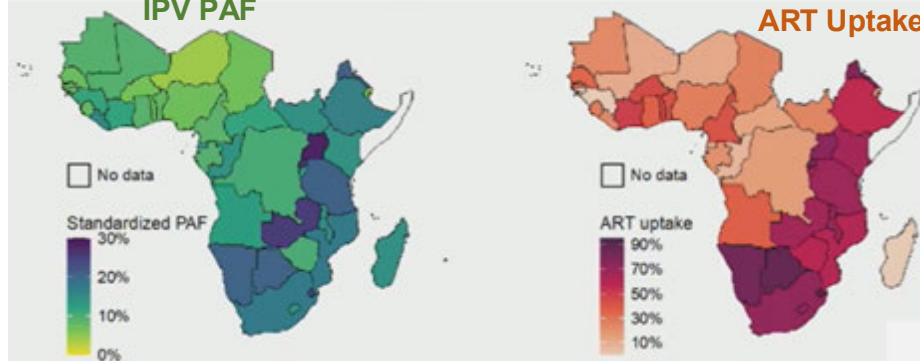 IPV PAF
No data
Standardized PAF
30%
20%
10%
0%
ART Uptake
No data
ART uptake
90%
70%
50%
30%
10%